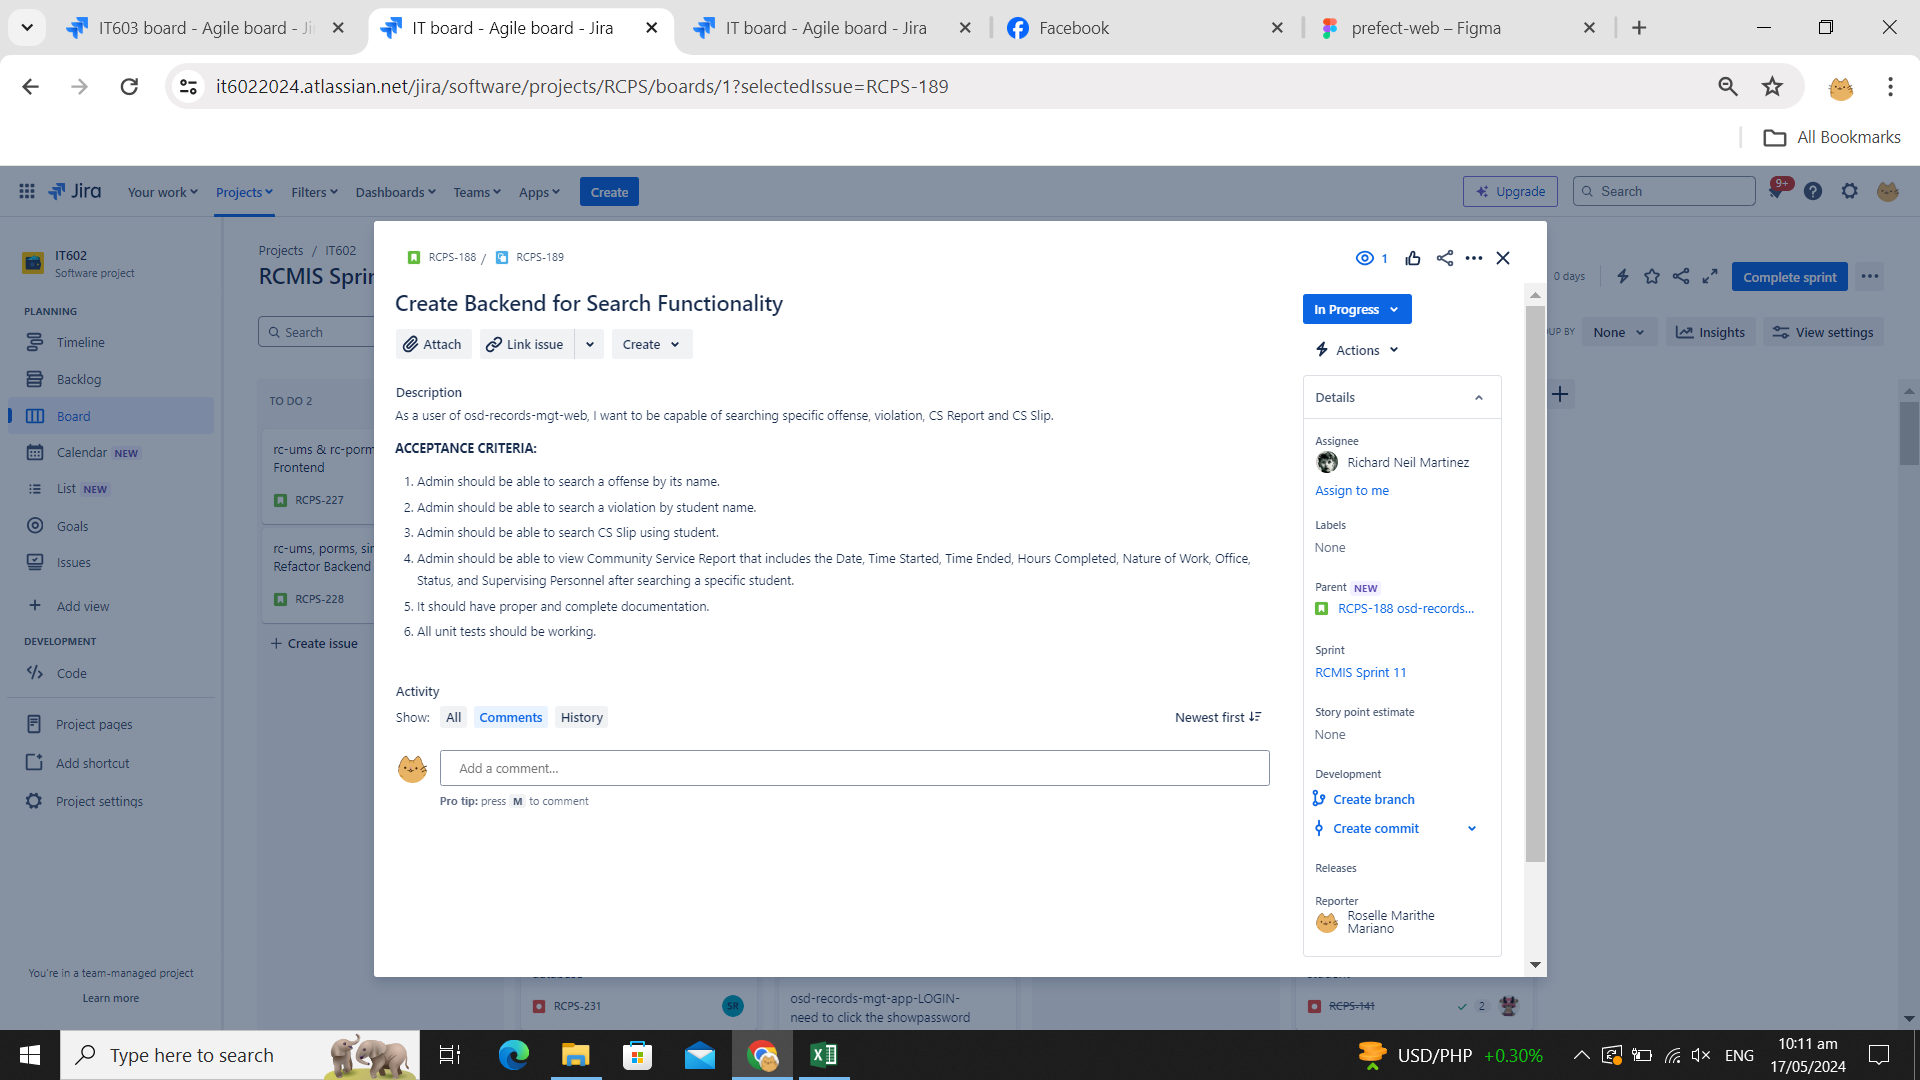 IT603 board - Agile board - Ji
IT board - Agile board - Jira
IT board - Agile board - Jira
Facebook
prefect-web – Figma
it6022024.atlassian.net/jira/software/projects/RCPS/boards/1?selectedIssue=RCPS-189
All Bookmarks
Jira
Your work
Projects
Filters
Dashboards
Teams
Apps
Create
Upgrade
Search
9+
IT602
Software project
PLANNING
Timeline
Backlog
Board
Calendar NEW
List NEW
Goals
Issues
Add view
DEVELOPMENT
Code
Project pages
Add shortcut
Project settings
You're in a team-managed project
Learn more
Projects / IT602
RCMIS Sprin
0 days
Complete sprint
Search
UP BY
None
Insights
View settings
TO DO 2
rc-ums & rc-porm
Frontend
RCPS-227
rc-ums, porms, sir
Refactor Backend
RCPS-228
Create issue
RCPS-188 / RCPS-189
1
Create Backend for Search Functionality
Attach
Link issue
Create
Description
As a user of osd-records-mgt-web, I want to be capable of searching specific offense, violation, CS Report and CS Slip.
ACCEPTANCE CRITERIA:
1. Admin should be able to search a offense by its name.
2. Admin should be able to search a violation by student name.
3. Admin should be able to search CS Slip using student.
4. Admin should be able to view Community Service Report that includes the Date, Time Started, Time Ended, Hours Completed, Nature of Work, Office,
Status, and Supervising Personnel after searching a specific student.
5. It should have proper and complete documentation.
6. All unit tests should be working.
Activity
Show:
All
Comments
History
Newest first
Add a comment...
Pro tip: press M to comment
In Progress
Actions
Details
Assignee
Richard Neil Martinez
Assign to me
Labels
None
Parent NEW
RCPS-188 osd-records...
Sprint
RCMIS Sprint 11
Story point estimate
None
Development
Create branch
Create commit
Releases
Reporter
Roselle Marithe
Mariano
RCPS-231
SR
osd-records-mgt-app-LOGIN-
need to click the showpassword
RCPS-141
2
Type here to search
USD/PHP +0.30%
ENG
10:11 am
17/05/2024